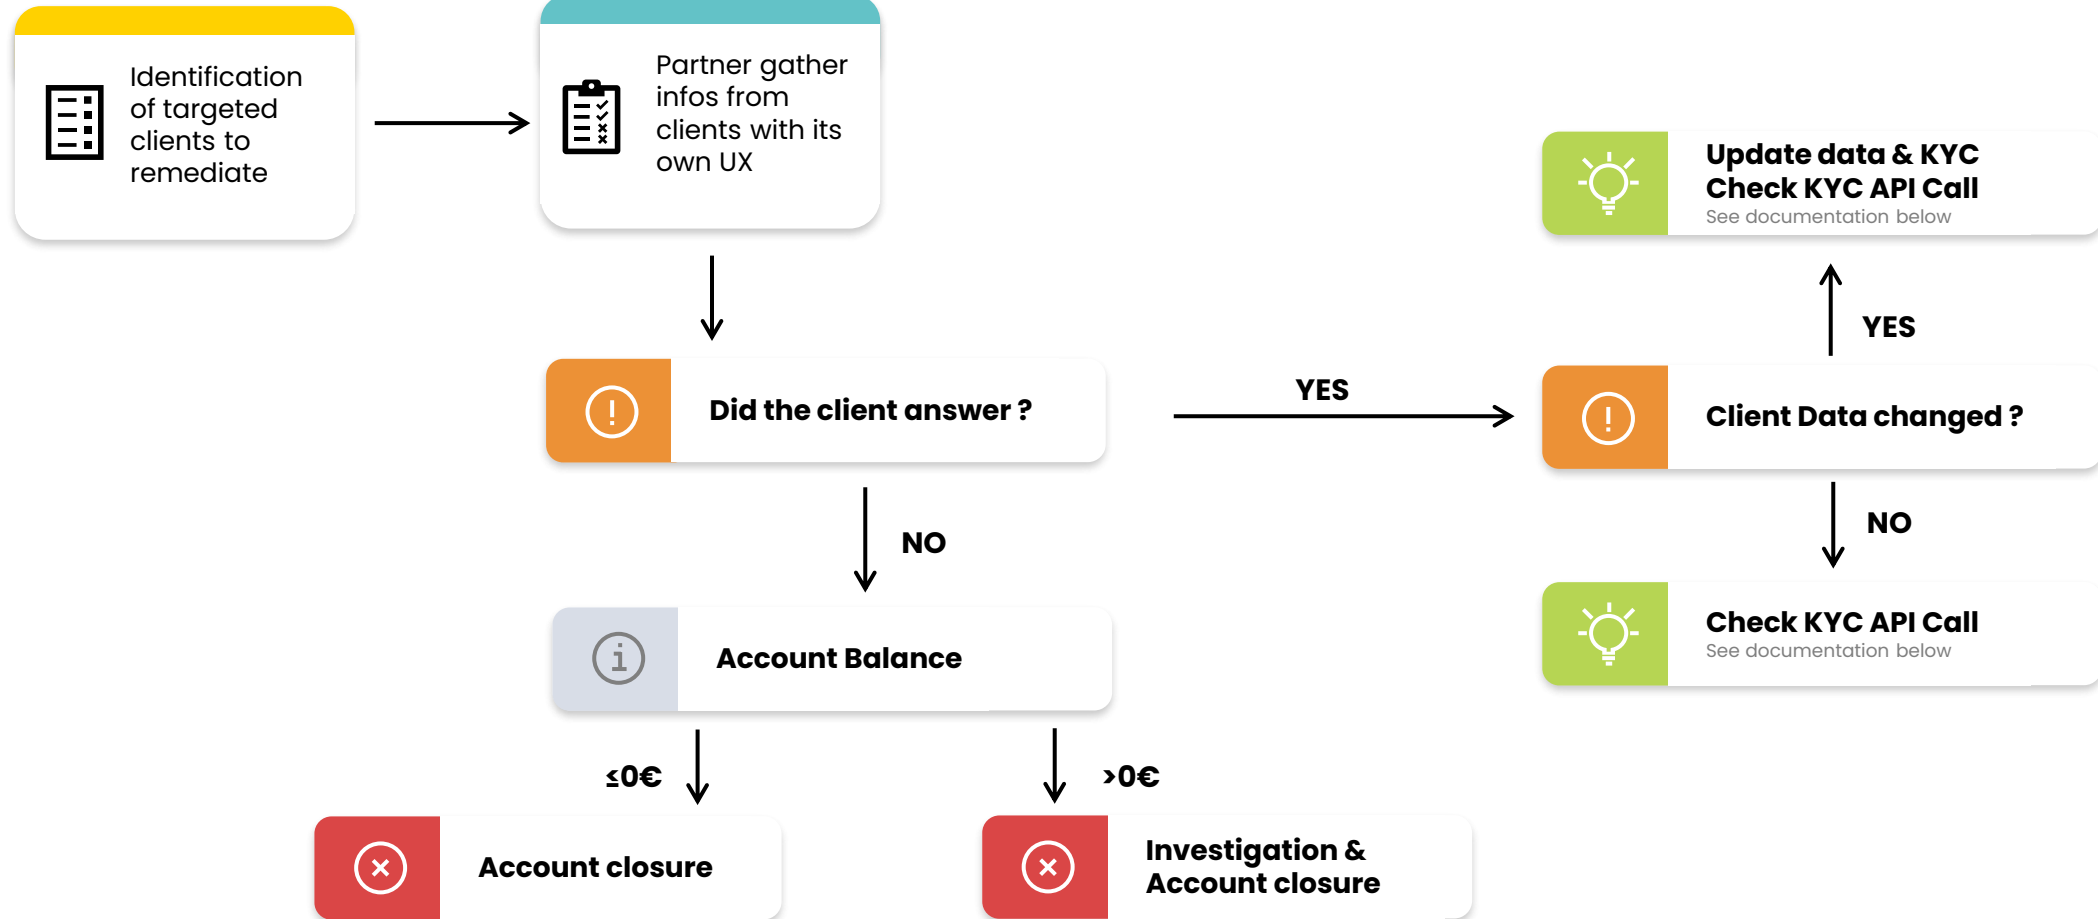 Identification
of targeted
clients to
remediate
Partner gather
infos from
clients with its
own UX
Update data & KYC
Check KYC API Call
See documentation below
YES
Did the client answer ?
YES
Client Data changed ?
NO
NO
Check KYC API Call
See documentation below
Account Balance
≤0€
>0€
Account closure
Investigation &
Account closure